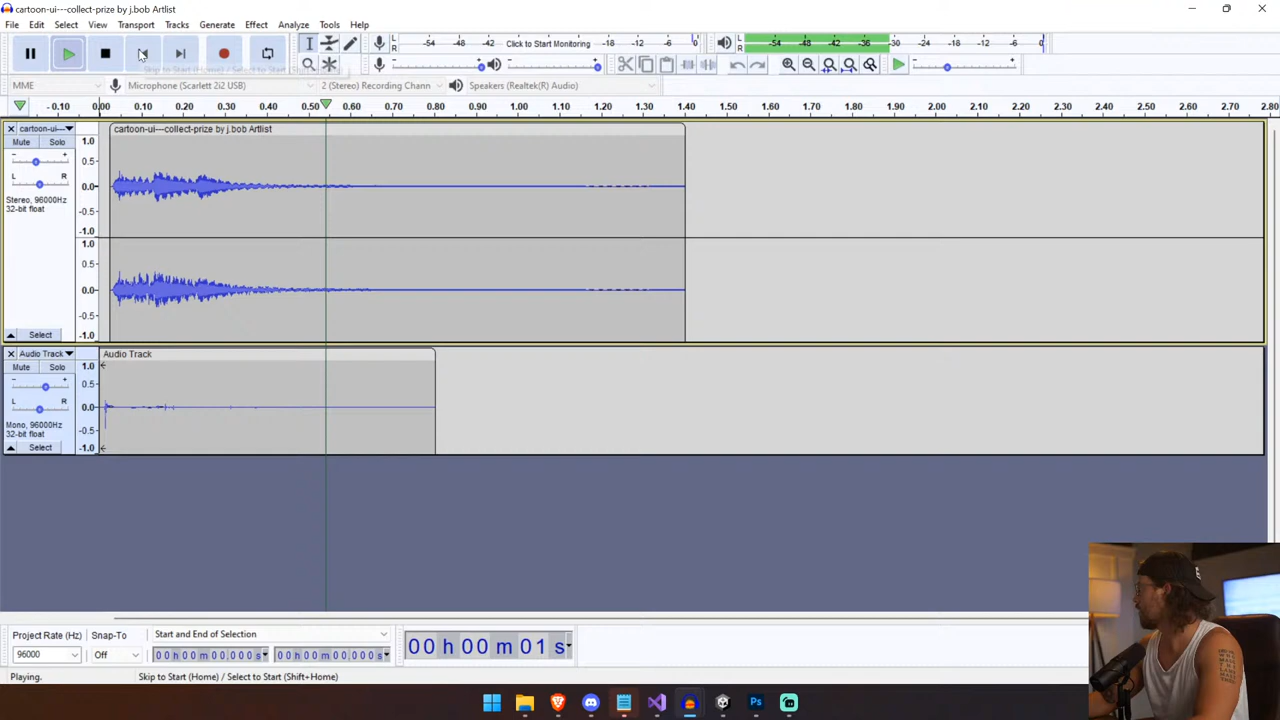 cartoon-ui---collect-prize by j.bob Artlist
File Edit Select View Transport Tracks Generate Effect Analyze Tools Help
L R -54 -48 -42 Click to Start Monitoring -18 -12 -6 0
L R -54 -48 -42 -36 -30 -24 -18 -12 -6 0
Skip to Start (Home) / Select to Start (Shift+Home)
MME Microphone (Scarlett 2i2 USB) 2 (Stereo) Recording Chann Speakers (Realtek(R) Audio)
-0.10 0.00 0.10 0.20 0.30 0.40 0.50 0.60 0.70 0.80 0.90 1.00 1.10 1.20 1.30 1.40 1.50 1.60 1.70 1.80 1.90 2.00 2.10 2.20 2.30 2.40 2.50 2.60 2.70 2.80
cartoon-ui--- cartoon-ui---collect-prize by j.bob Artlist
Mute Solo
- +
L R
Stereo, 96000Hz
32-bit float
Select
1.0
0.5
0.0
-0.5
-1.0
1.0
0.5
0.0
-0.5
-1.0
Audio Track Audio Track
Mute Solo
- +
L R
Mono, 96000Hz
32-bit float
Select
1.0
0.5
0.0
-0.5
-1.0
Project Rate (Hz) Snap-To Start and End of Selection
96000 Off 00 h 00 m 00.000 s 00 h 00 m 00.000 s
00 h 00 m 01 s
Playing. Skip to Start (Home) / Select to Start (Shift+Home)
Ps